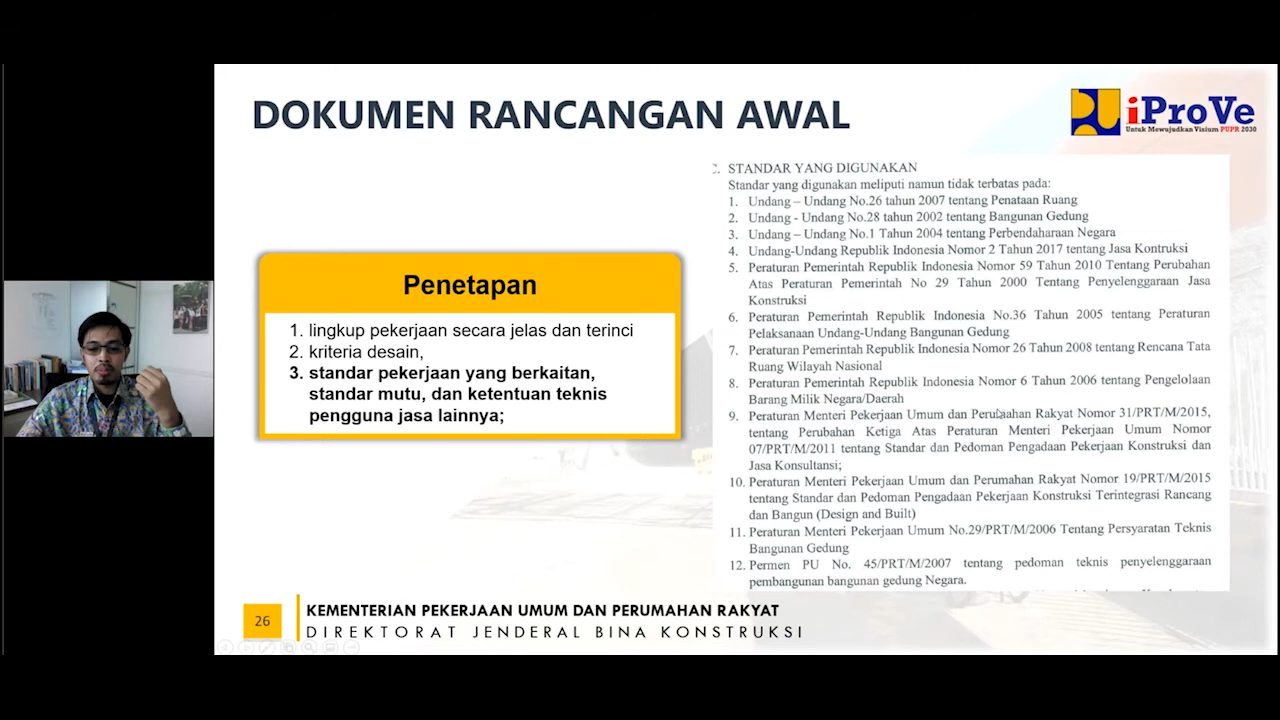 DOKUMEN RANCANGAN AWAL
iProVe
Untuk Mewujudkan Visium PUPR 2030
Penetapan
1. lingkup pekerjaan secara jelas dan terinci
2. kriteria desain,
3. standar pekerjaan yang berkaitan,
standar mutu, dan ketentuan teknis
pengguna jasa lainnya;
C. STANDAR YANG DIGUNAKAN
Standar yang digunakan meliputi namun tidak terbatas pada:
1. Undang – Undang No.26 tahun 2007 tentang Penataan Ruang
2. Undang - Undang No.28 tahun 2002 tentang Bangunan Gedung
3. Undang – Undang No.1 Tahun 2004 tentang Perbendaharaan Negara
4. Undang-Undang Republik Indonesia Nomor 2 Tahun 2017 tentang Jasa Kontruksi
5. Peraturan Pemerintah Republik Indonesia Nomor 59 Tahun 2010 Tentang Perubahan
Atas Peraturan Pemerintah No 29 Tahun 2000 Tentang Penyelenggaraan Jasa
Konstruksi
6. Peraturan Pemerintah Republik Indonesia No.36 Tahun 2005 tentang Peraturan
Pelaksanaan Undang-Undang Bangunan Gedung
7. Peraturan Pemerintah Republik Indonesia Nomor 26 Tahun 2008 tentang Rencana Tata
Ruang Wilayah Nasional
8. Peraturan Pemerintah Republik Indonesia Nomor 6 Tahun 2006 tentang Pengelolaan
Barang Milik Negara/Daerah
9. Peraturan Menteri Pekerjaan Umum dan Perumahan Rakyat Nomor 31/PRT/M/2015,
tentang Perubahan Ketiga Atas Peraturan Menteri Pekerjaan Umum Nomor
07/PRT/M/2011 tentang Standar dan Pedoman Pengadaan Pekerjaan Konstruksi dan
Jasa Konsultansi;
10. Peraturan Menteri Pekerjaan Umum dan Perumahan Rakyat Nomor 19/PRT/M/2015
tentang Standar dan Pedoman Pengadaan Pekerjaan Konstruksi Terintegrasi Rancang
dan Bangun (Design and Built)
11. Peraturan Menteri Pekerjaan Umum No.29/PRT/M/2006 Tentang Persyaratan Teknis
Bangunan Gedung
12. Permen PU No. 45/PRT/M/2007 tentang pedoman teknis penyelenggaraan
pembangunan bangunan gedung Negara.
26
KEMENTERIAN PEKERJAAN UMUM DAN PERUMAHAN RAKYAT
DIREKTORAT JENDERAL BINA KONSTRUKSI